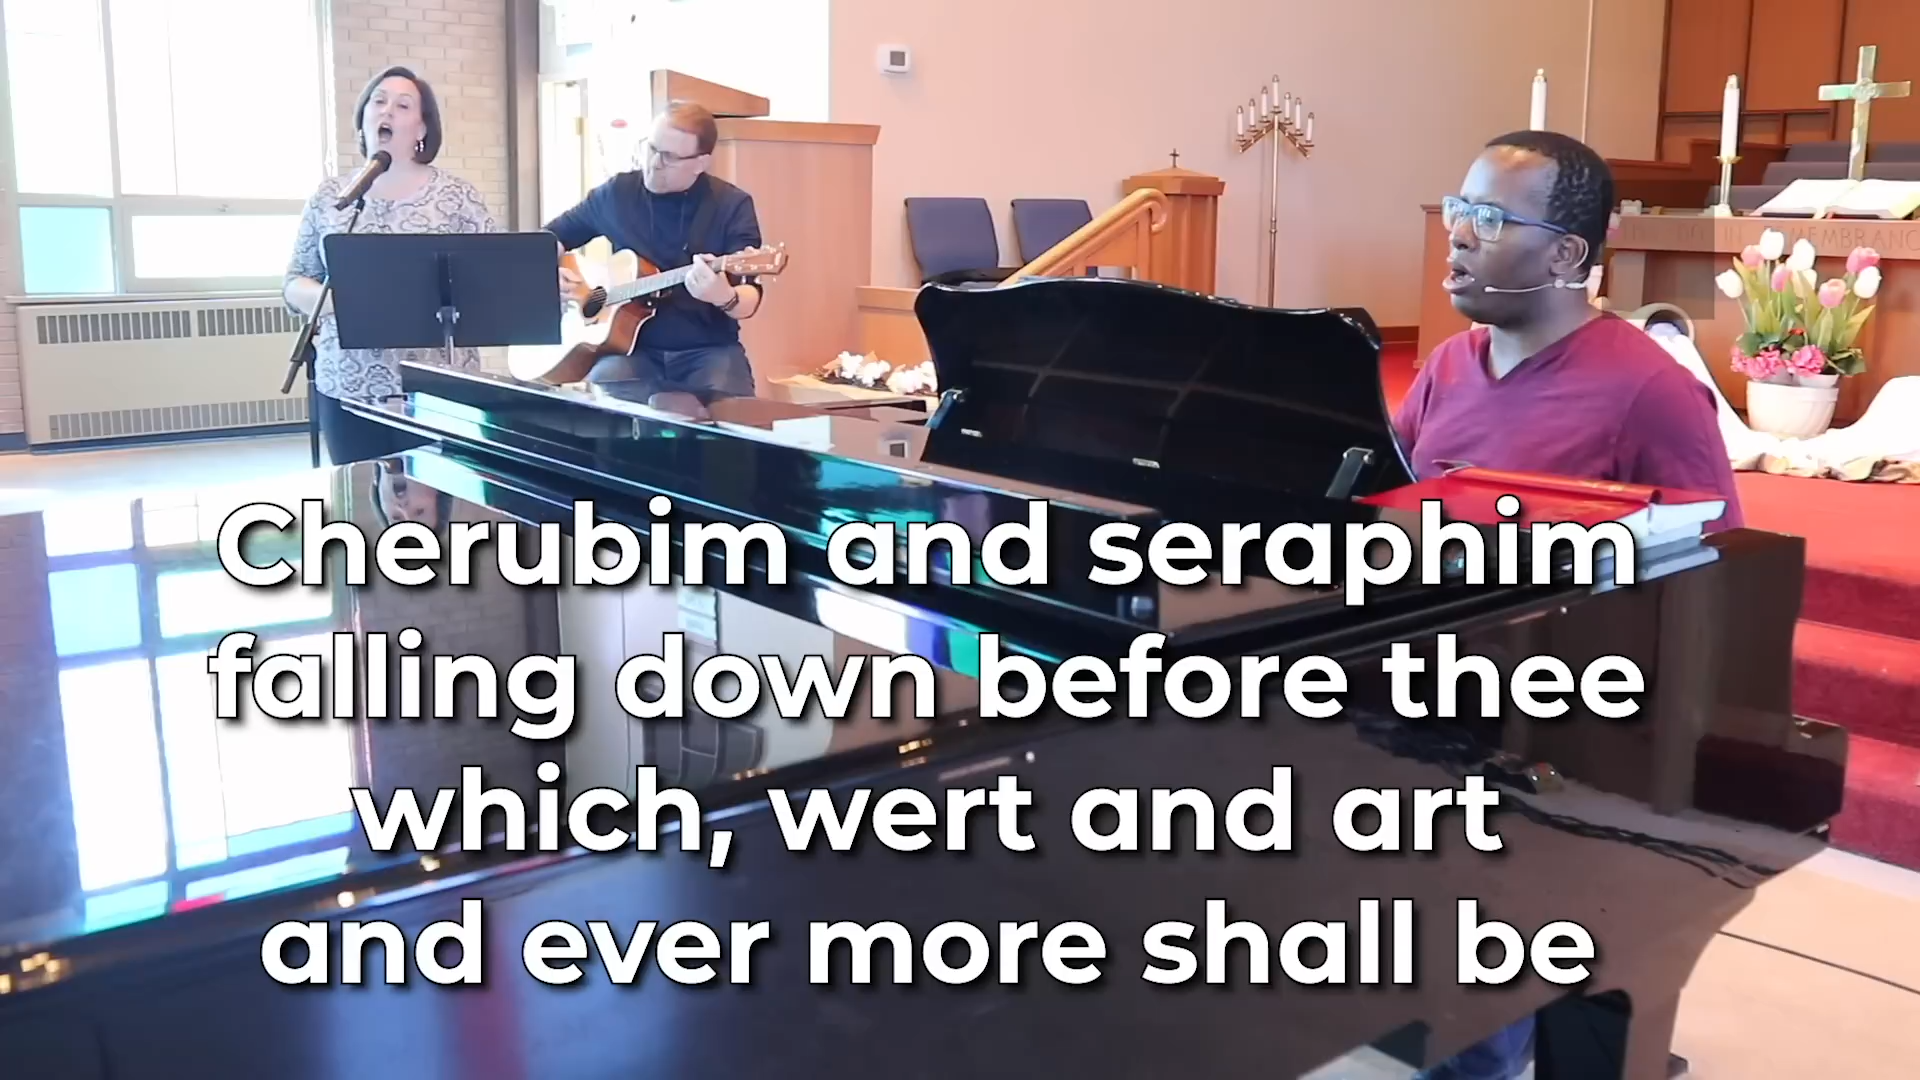 Cherubim and seraphim
falling down before thee
which, wert and art
and ever more shall be